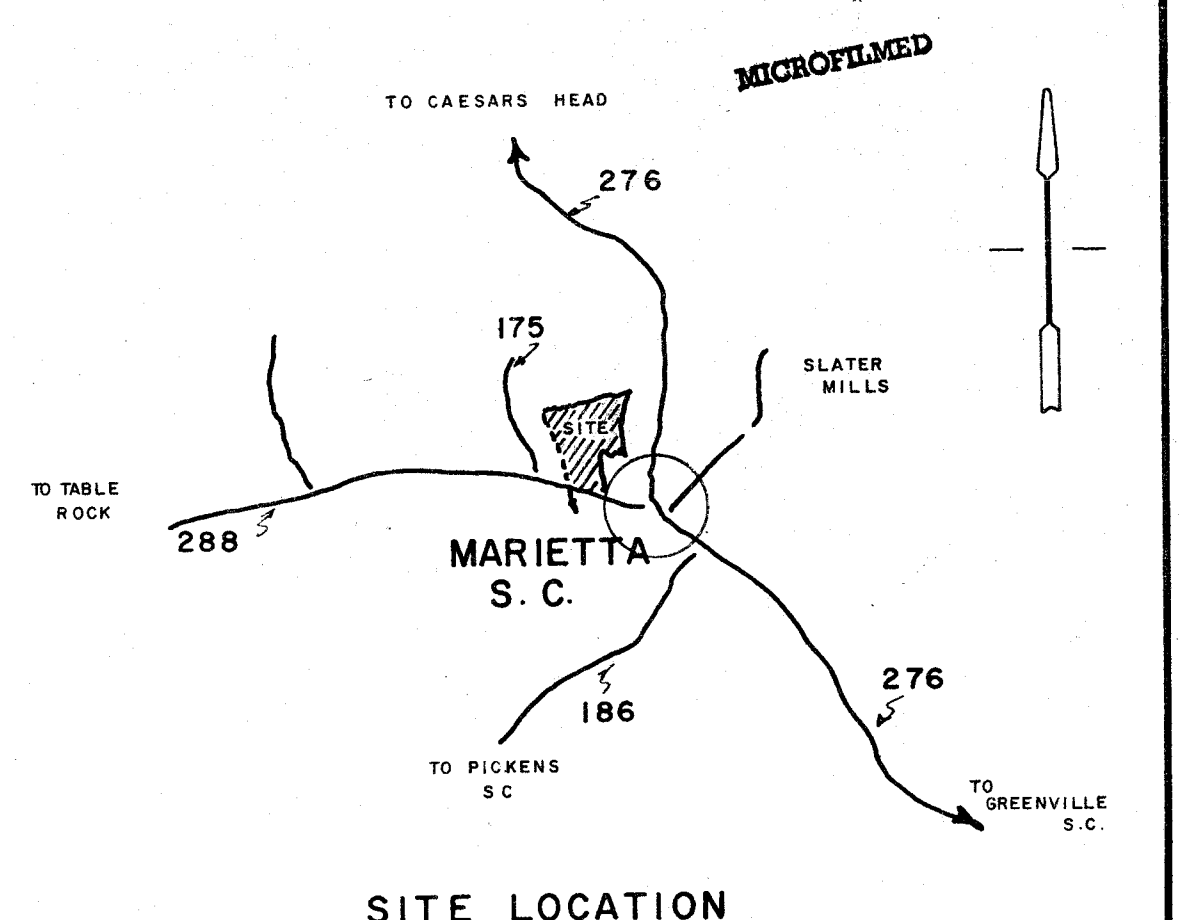 MICROFILMED
TO CAESARS HEAD
276
175
SLATER
MILLS
SITE
TO TABLE
ROCK
288
MARIETTA
S. C.
276
186
TO PICKENS
S C
TO
GREENVILLE
S.C.
SITE LOCATION